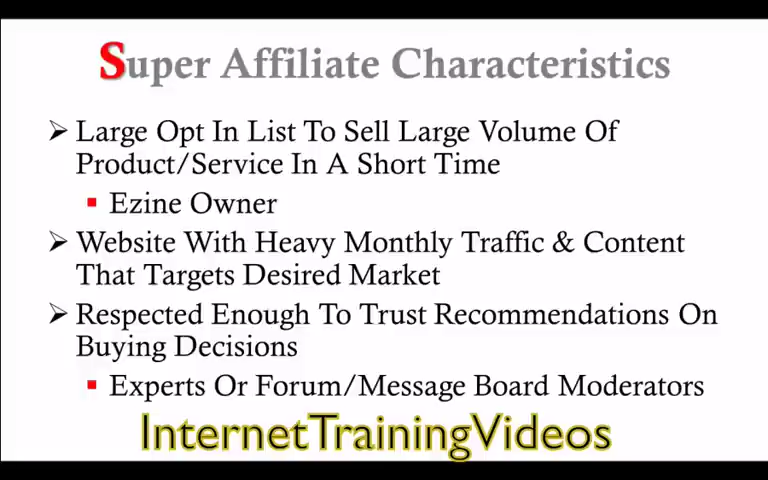 Super Affiliate Characteristics
Large Opt In List To Sell Large Volume Of
Product/Service In A Short Time
Ezine Owner
Website With Heavy Monthly Traffic & Content
That Targets Desired Market
Respected Enough To Trust Recommendations On
Buying Decisions
Experts Or Forum/Message Board Moderators
InternetTrainingVideos